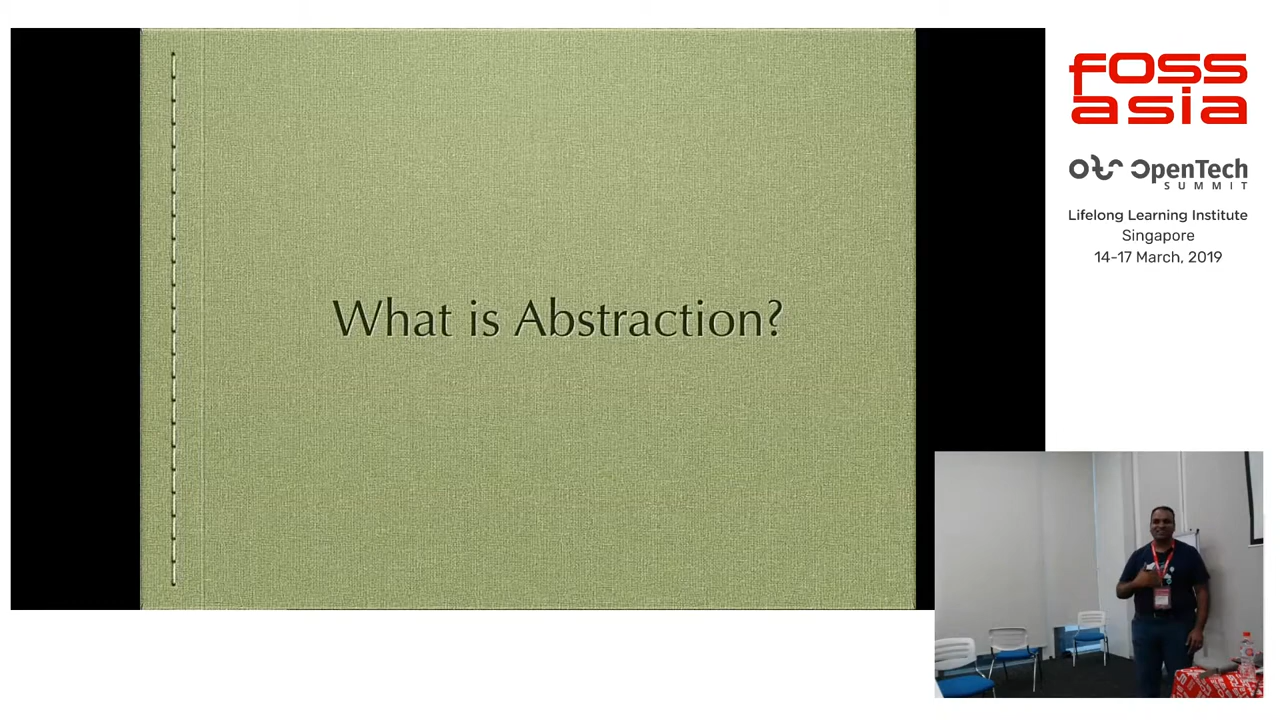 What is Abstraction?
foss
asia
OpenTech
SUMMIT
Lifelong Learning Institute
Singapore
14-17 March, 2019